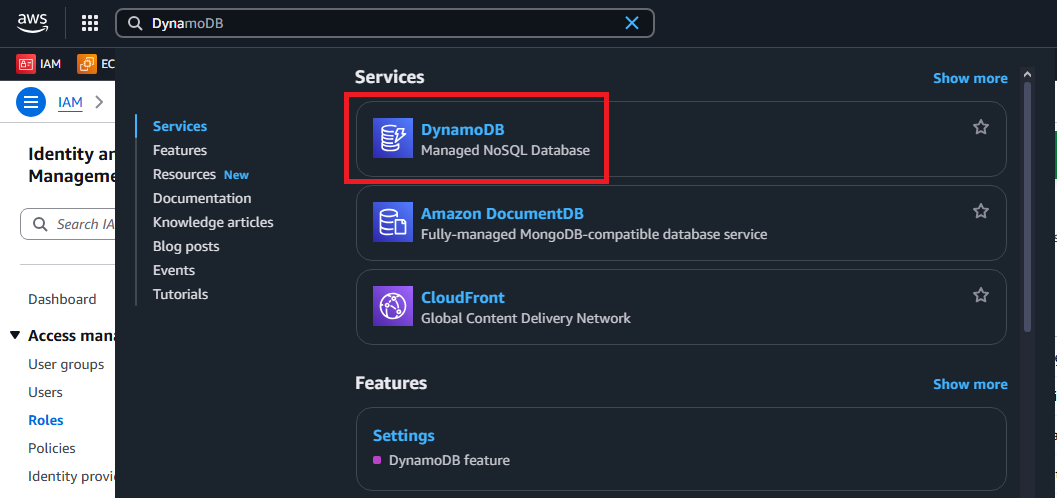 aws
DynamoDB
IAM
EC
IAM
Identity an
Manageme
Search IA
Dashboard
Access mana
User groups
Users
Roles
Policies
Identity provi
Services
Features
Resources New
Documentation
Knowledge articles
Blog posts
Events
Tutorials
Services
Show more
DynamoDB
Managed NoSQL Database
Amazon DocumentDB
Fully-managed MongoDB-compatible database service
CloudFront
Global Content Delivery Network
Features
Show more
Settings
DynamoDB feature